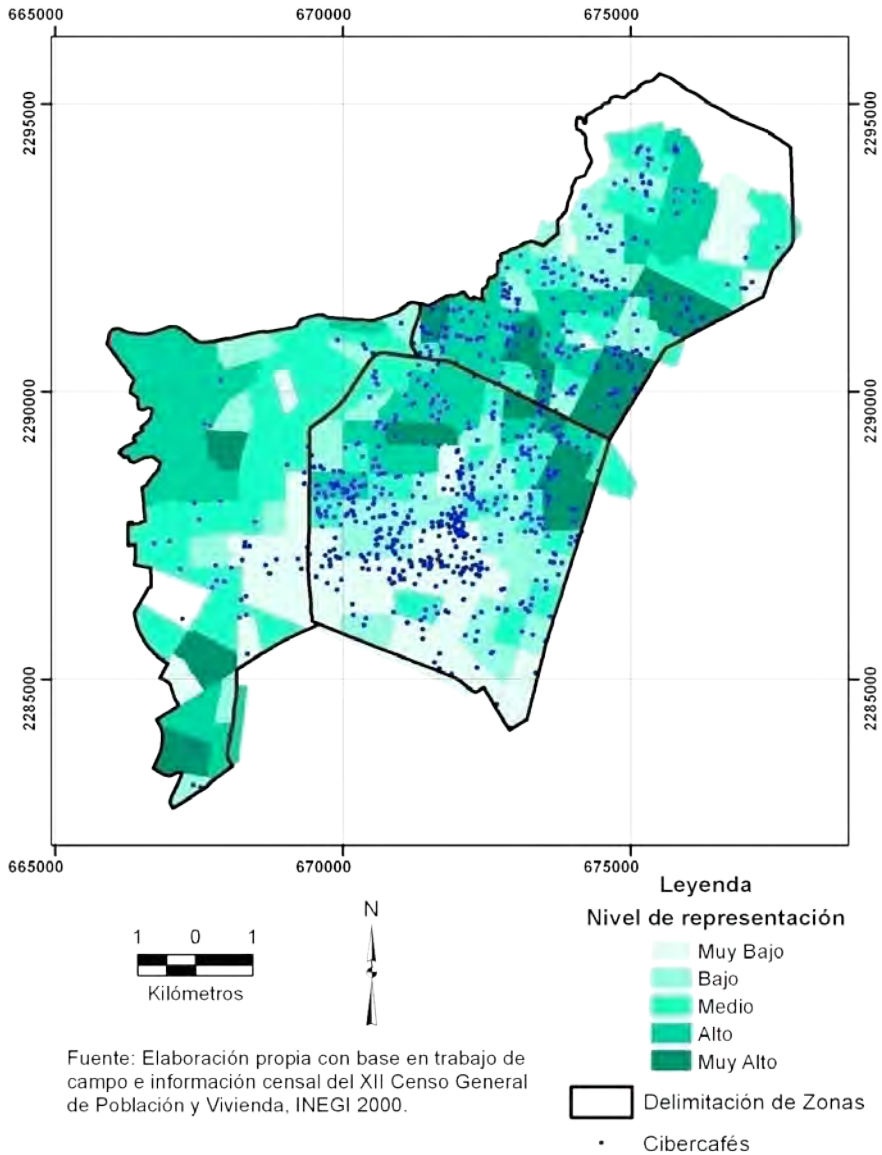 665000 670000 675000
2295000 2295000
2290000 2290000
2285000 2285000
665000 670000 675000
Leyenda
Nivel de representación
Muy Bajo
Bajo
Medio
Alto
Muy Alto
Delimitación de Zonas
Cibercafés
N
1 0 1
Kilómetros
Fuente: Elaboración propia con base en trabajo de
campo e información censal del XII Censo General
de Población y Vivienda, INEGI 2000.